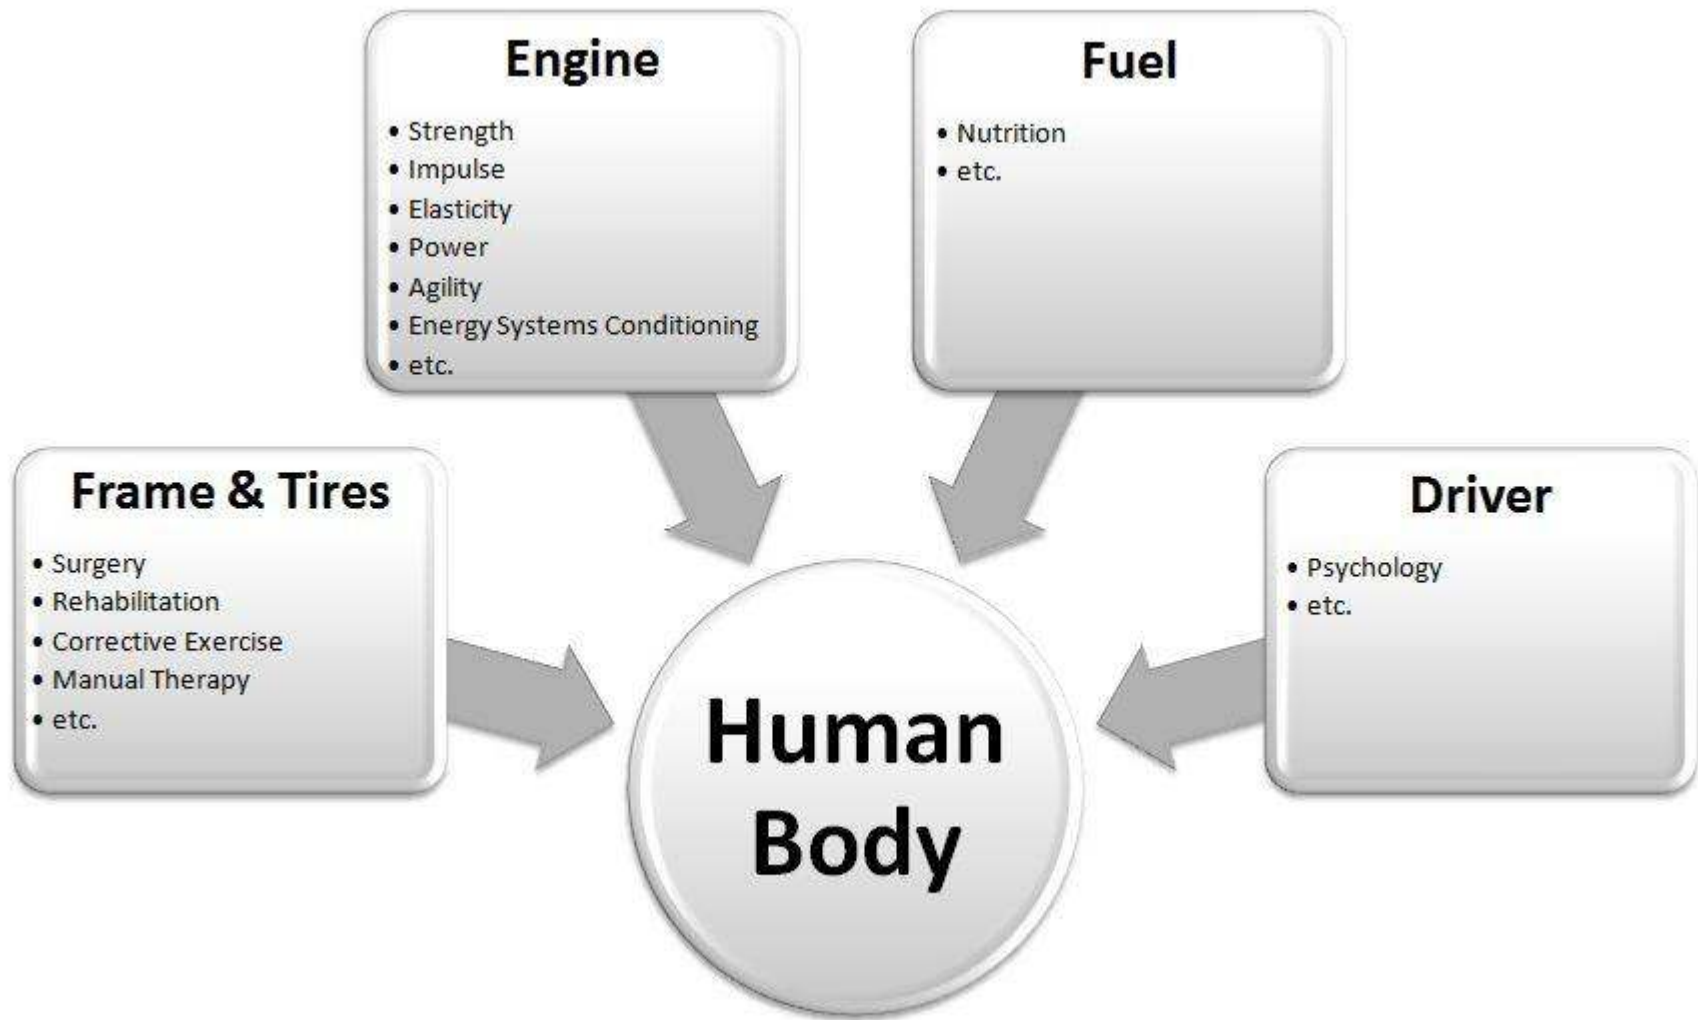 Engine
• Strength
• Impulse
• Elasticity
• Power
• Agility
• Energy Systems Conditioning
• etc.
Fuel
• Nutrition
• etc.
Frame & Tires
• Surgery
• Rehabilitation
• Corrective Exercise
• Manual Therapy
• etc.
Driver
• Psychology
• etc.
Human
Body